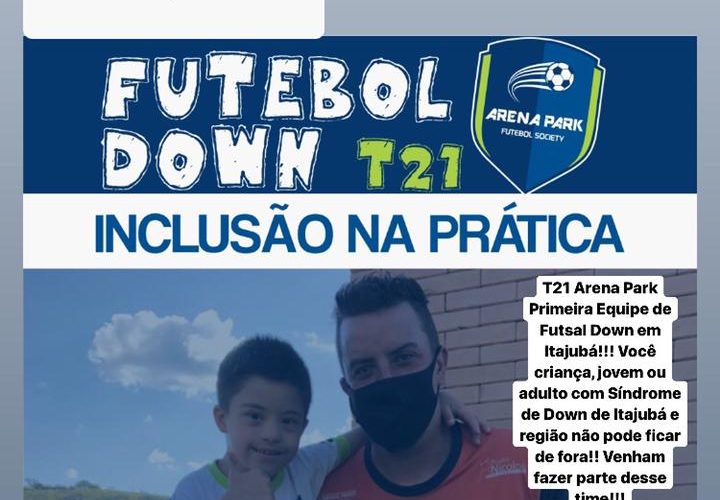 FUTEBOL
DOWN T21
ARENA PARK
FUTEBOL SOCIETY
INCLUSÃO NA PRÁTICA
T21 Arena Park
Primeira Equipe de
Futsal Down em
Itajubá!!! Você
criança, jovem ou
adulto com Síndrome
de Down de Itajubá e
região não pode ficar
de fora!! Venham
fazer parte desse
time!!!